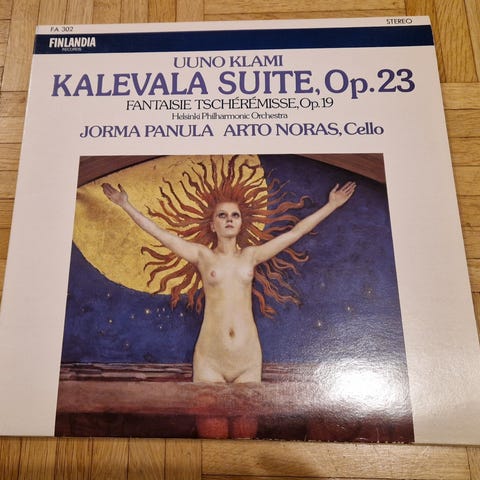 FA 302
STEREO
FINLANDIA
RECORDS
UUNO KLAMI
KALEVALA SUITE, Op. 23
FANTAISIE TSCHÉRÉMISSE, Op. 19
Helsinki Philharmonic Orchestra
JORMA PANULA ARTO NORAS, Cello